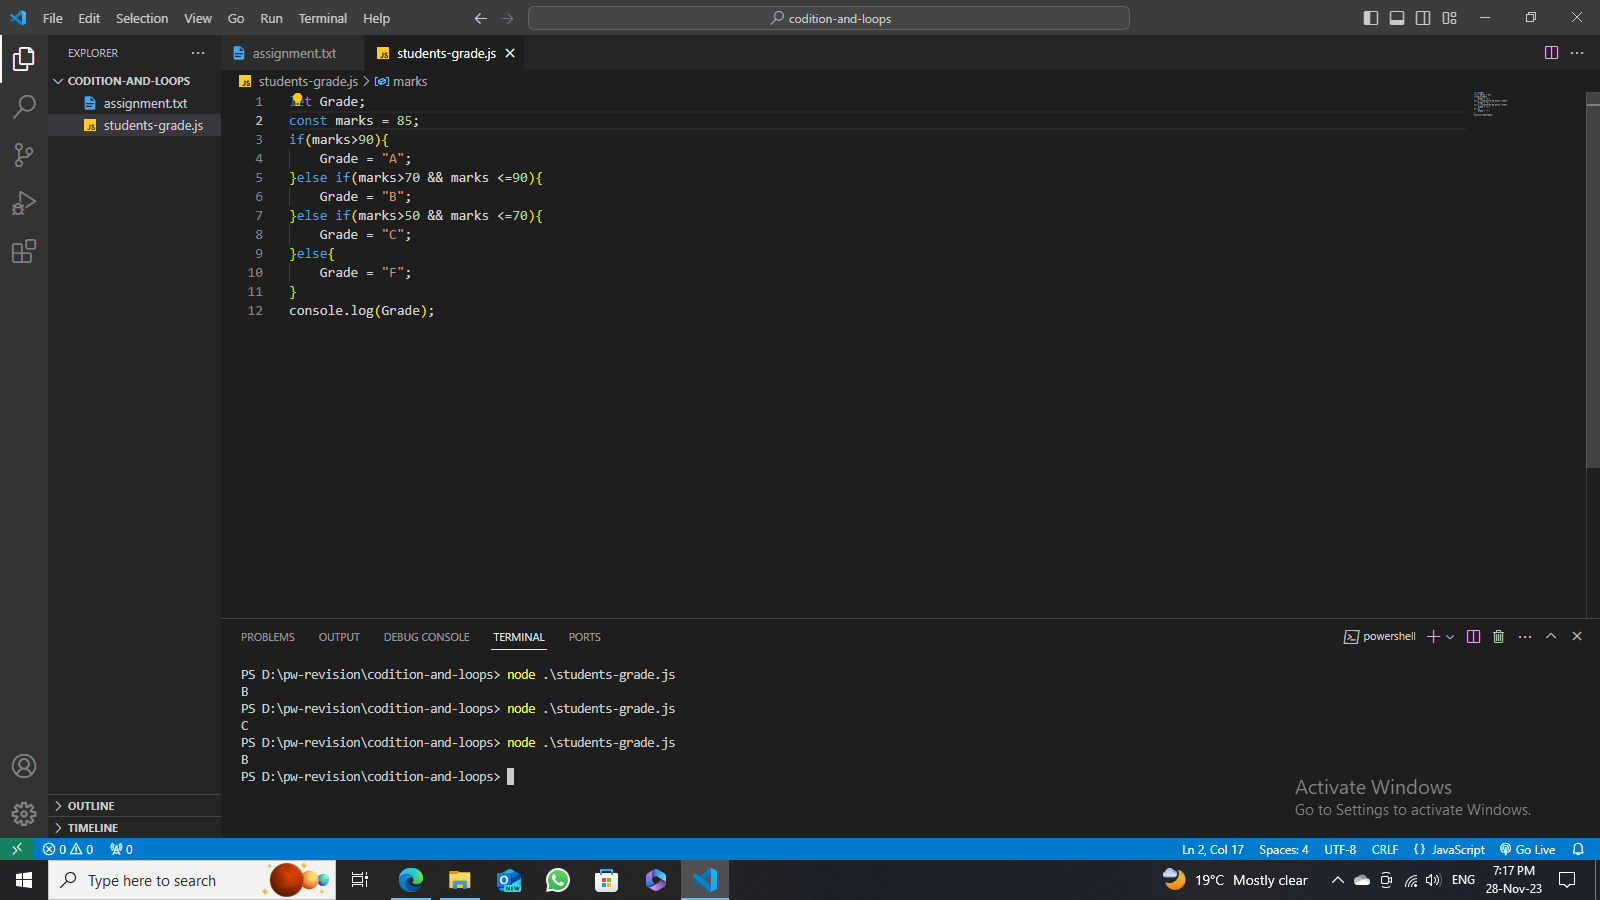 File Edit Selection View Go Run Terminal Help
codition-and-loops
EXPLORER
CODITION-AND-LOOPS
assignment.txt
JS students-grade.js
OUTLINE
TIMELINE
assignment.txt
JS students-grade.js
JS students-grade.js > marks
1 let Grade;
2 const marks = 85;
3 if(marks>90){
4 Grade = "A";
5 }else if(marks>70 && marks <=90){
6 Grade = "B";
7 }else if(marks>50 && marks <=70){
8 Grade = "C";
9 }else{
10 Grade = "F";
11 }
12 console.log(Grade);
PROBLEMS OUTPUT DEBUG CONSOLE TERMINAL PORTS
powershell
PS D:\pw-revision\codition-and-loops> node .\students-grade.js
B
PS D:\pw-revision\codition-and-loops> node .\students-grade.js
C
PS D:\pw-revision\codition-and-loops> node .\students-grade.js
B
PS D:\pw-revision\codition-and-loops>
Activate Windows
Go to Settings to activate Windows.
0 0 0
Ln 2, Col 17 Spaces: 4 UTF-8 CRLF {} JavaScript Go Live
Type here to search
NEW
19°C Mostly clear
ENG
7:17 PM
28-Nov-23